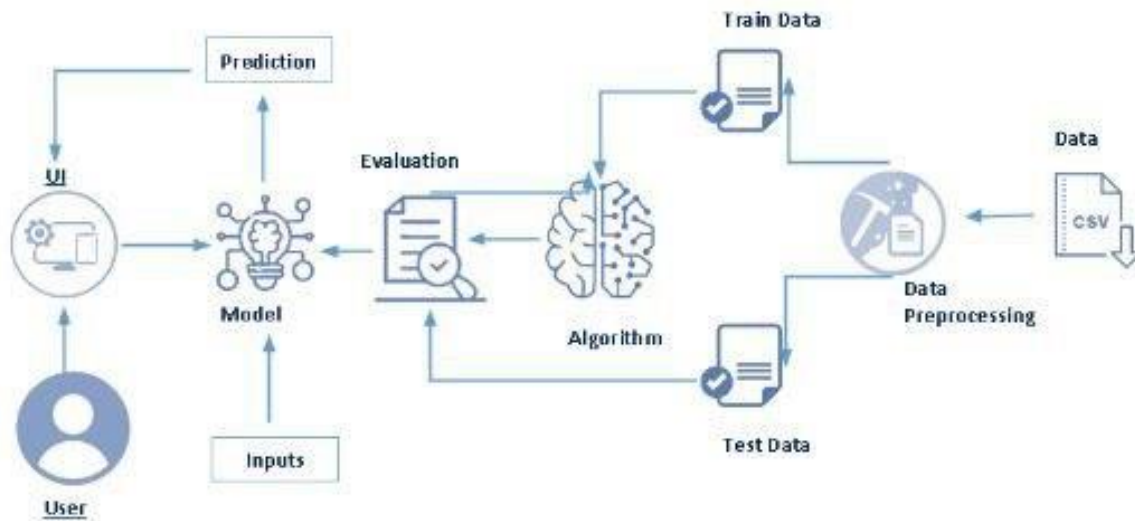 Train Data
Prediction
Data
Evaluation
UI
CSV
Model
Data
Preprocessing
Algorithm
Inputs
Test Data
User